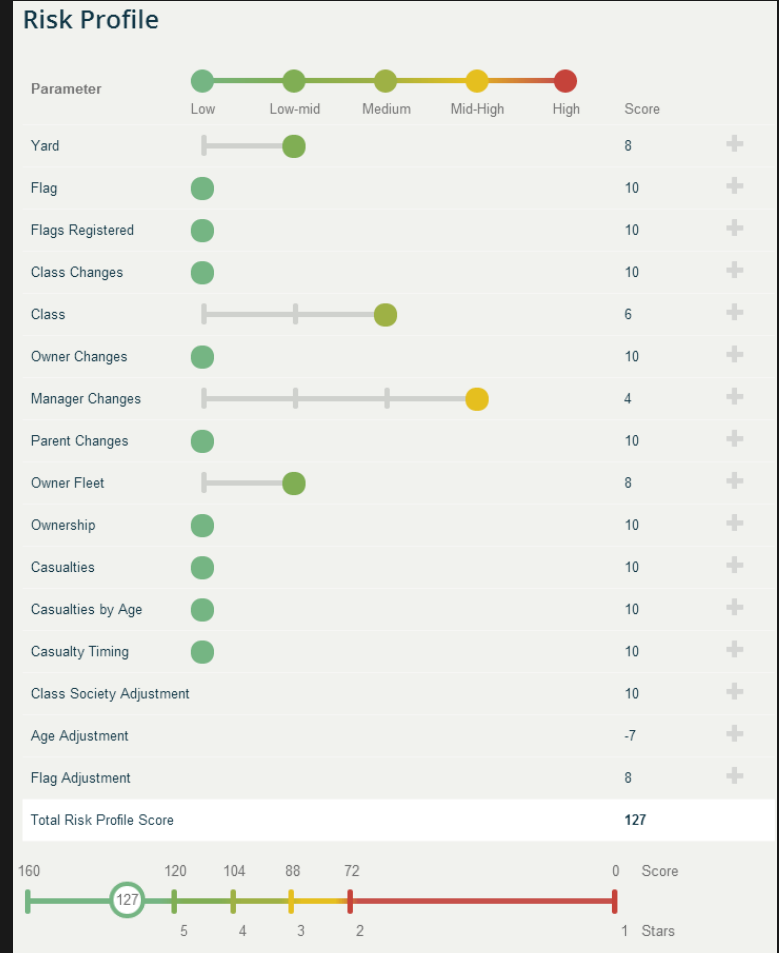 Risk Profile
Parameter
Low Low-mid Medium Mid-High High Score
Yard 8
Flag 10
Flags Registered 10
Class Changes 10
Class 6
Owner Changes 10
Manager Changes 4
Parent Changes 10
Owner Fleet 8
Ownership 10
Casualties 10
Casualties by Age 10
Casualty Timing 10
Class Society Adjustment 10
Age Adjustment -7
Flag Adjustment 8
Total Risk Profile Score 127
160 120 104 88 72 0 Score
127
5 4 3 2 1 Stars